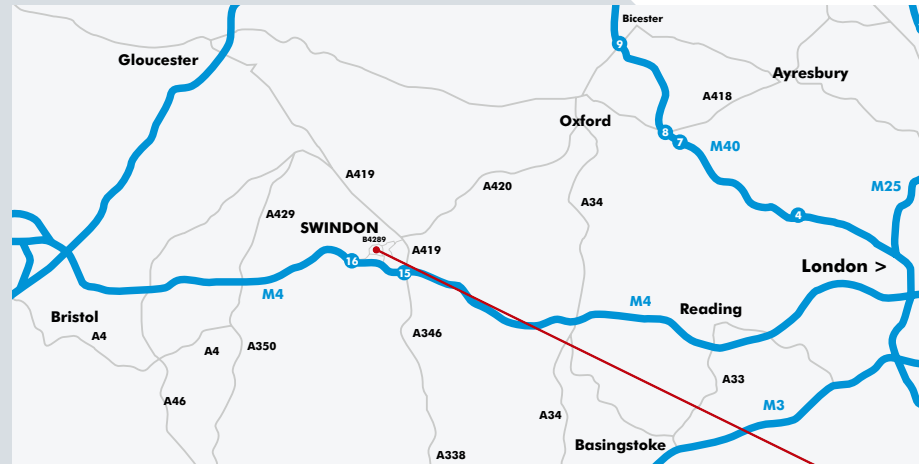 Bicester
9
Gloucester
Ayresbury
A418
Oxford
8
7
M40
A419
A420
M25
A34
A429
4
SWINDON
B4289
A419
16
15
London >
M4
M4
Reading
Bristol
A4
A4
A350
A346
A33
A46
A34
M3
Basingstoke
A338